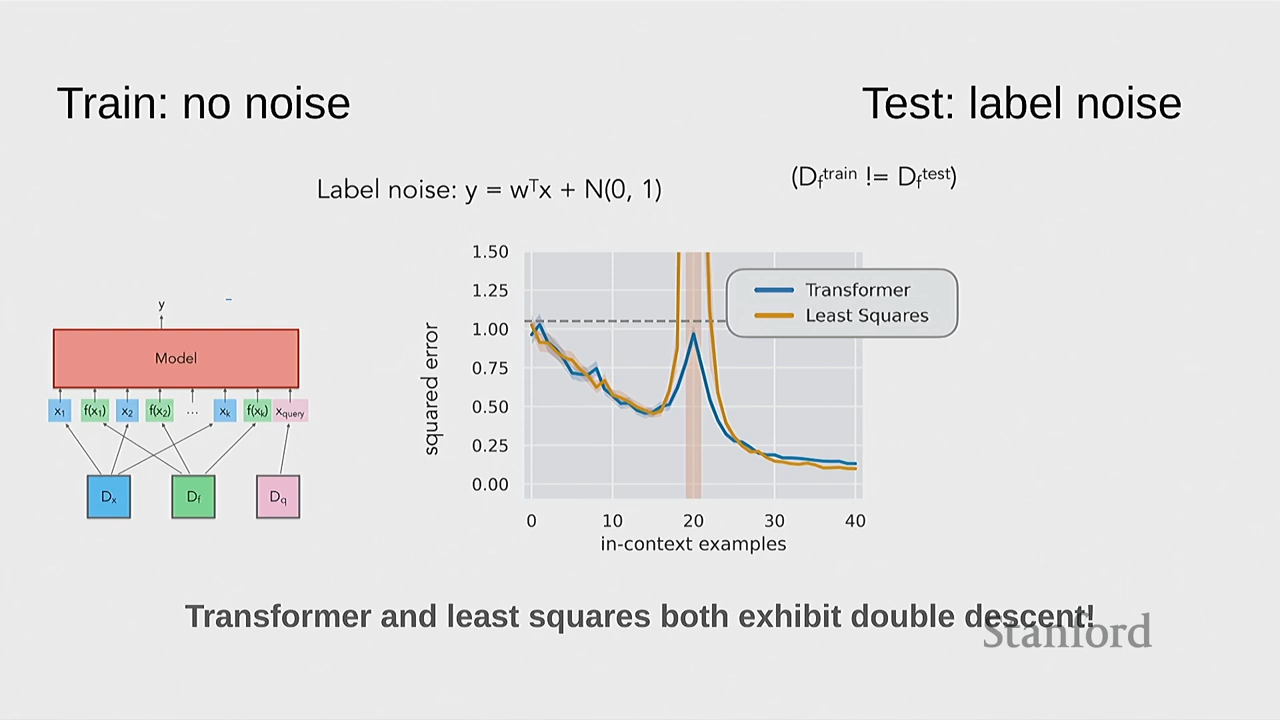 Train: no noise
Test: label noise
Label noise: y = wᵀx + N(0, 1)
(D_f^train != D_f^test)
1.50
1.25
1.00
0.75
0.50
0.25
0.00
squared error
Transformer
Least Squares
0 10 20 30 40
in-context examples
y
Model
x₁ f(x₁) x₂ f(x₂) ... xₖ f(xₖ) x_query
Dₓ D_f D_q
Transformer and least squares both exhibit double descent!
Stanford